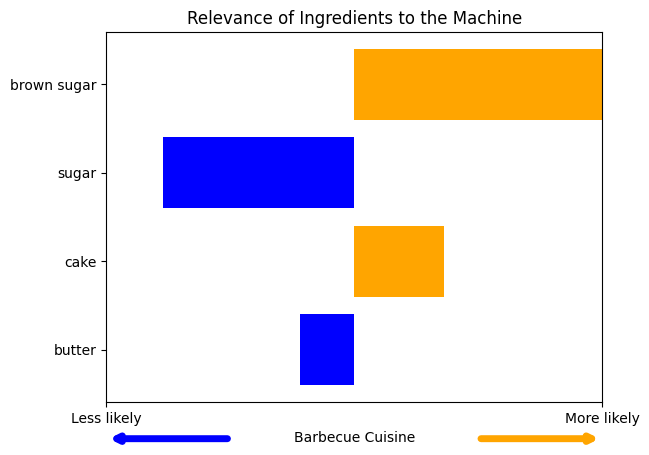 Relevance of Ingredients to the Machine
brown sugar
sugar
cake
butter
Less likely
More likely
Barbecue Cuisine